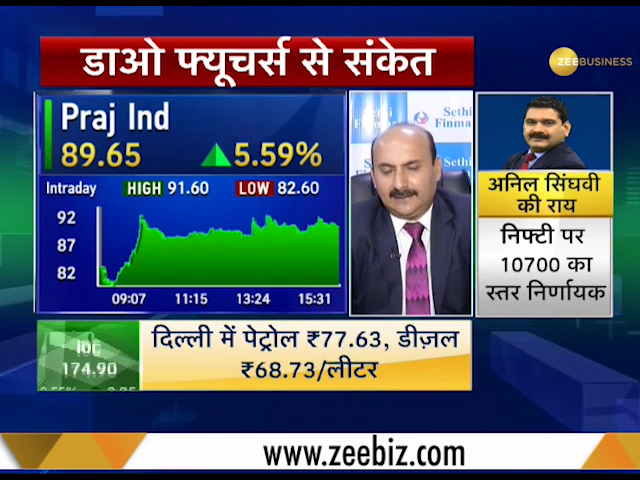 डाओ फ्यूचर्स से संकेत
ZEEBUSINESS
Praj Ind
89.65 5.59%
Intraday HIGH 91.60 LOW 82.60
92
87
82
09:07 11:15 13:24 15:31
Sethi
Finma
Seth
अनिल सिंघवी
की राय
निफ्टी पर
10700 का
स्तर निर्णायक
174.90
दिल्ली में पेट्रोल ₹77.63, डीज़ल
₹68.73/लीटर
www.zeebiz.com